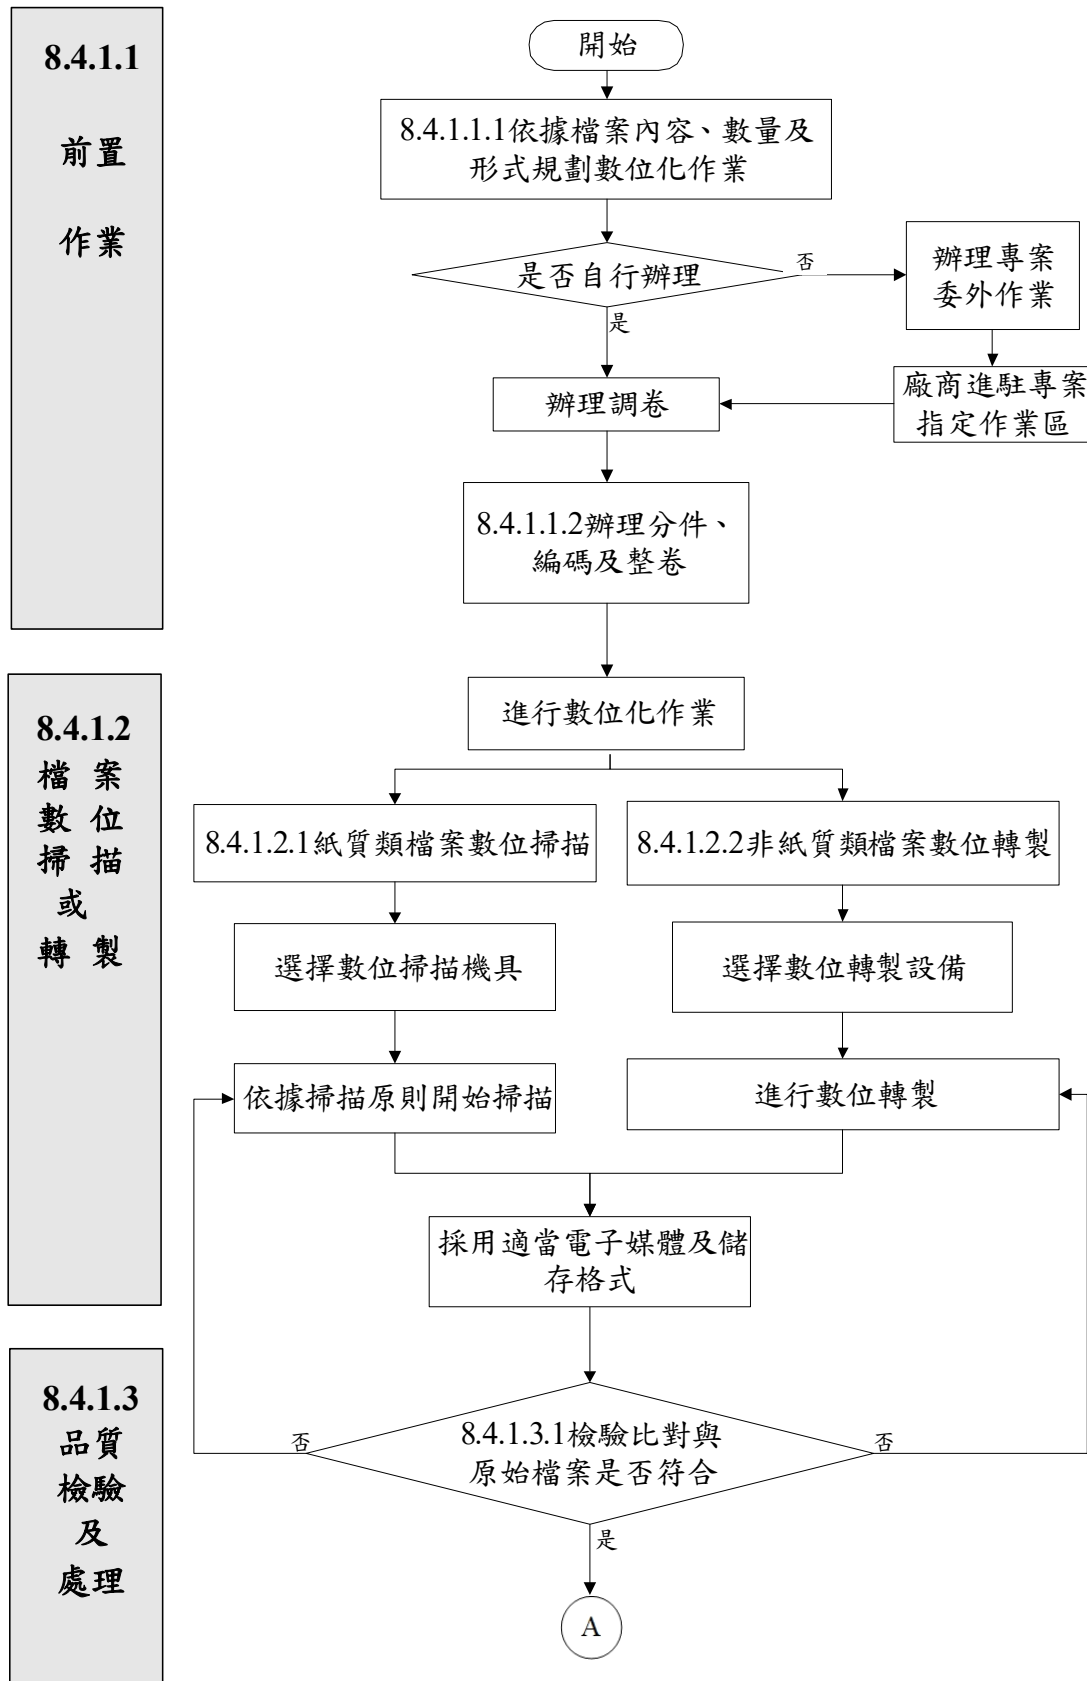 8.4.1.1
前置
作業
開始
8.4.1.1.1依據檔案內容、數量及
形式規劃數位化作業
是否自行辦理
否
是
辦理專案
委外作業
廠商進駐專案
指定作業區
辦理調卷
8.4.1.1.2辦理分件、
編碼及整卷
8.4.1.2
檔案
數位
掃描
或
轉製
進行數位化作業
8.4.1.2.1紙質類檔案數位掃描
8.4.1.2.2非紙質類檔案數位轉製
選擇數位掃描機具
選擇數位轉製設備
依據掃描原則開始掃描
進行數位轉製
採用適當電子媒體及儲
存格式
8.4.1.3
品質
檢驗
及
處理
否
8.4.1.3.1檢驗比對與
原始檔案是否符合
否
是
A